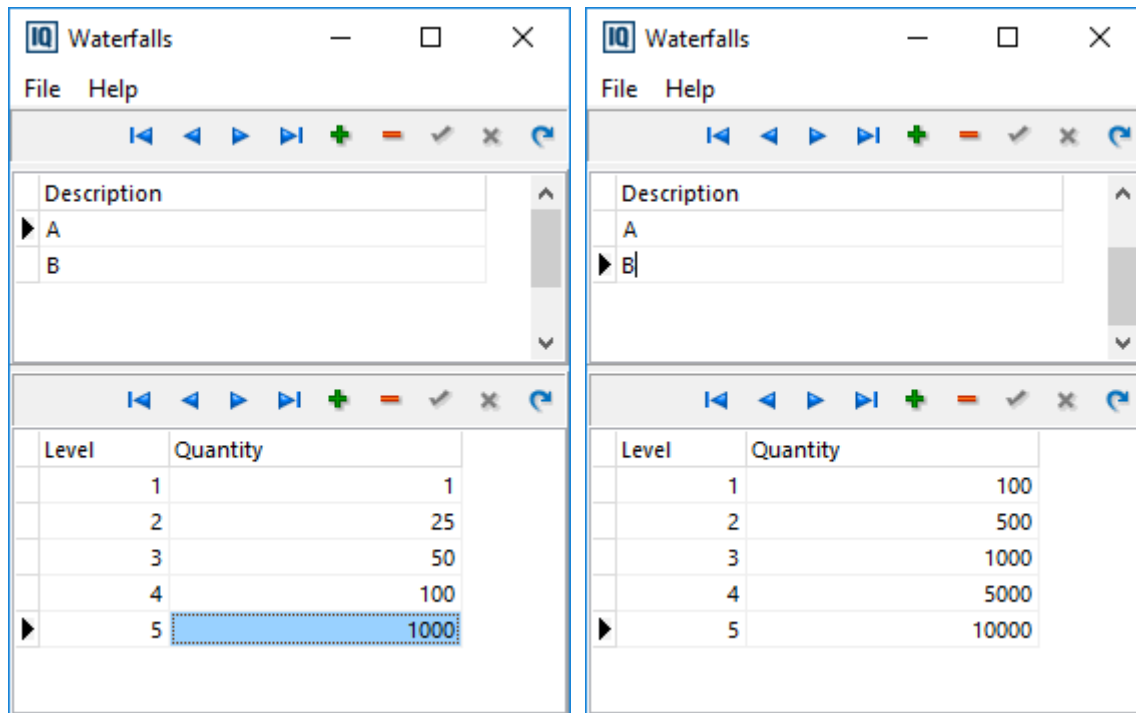 IQ Waterfalls
File Help
Description
A
B
Level Quantity
1 1
2 25
3 50
4 100
5 1000
IQ Waterfalls
File Help
Description
A
B
Level Quantity
1 100
2 500
3 1000
4 5000
5 10000